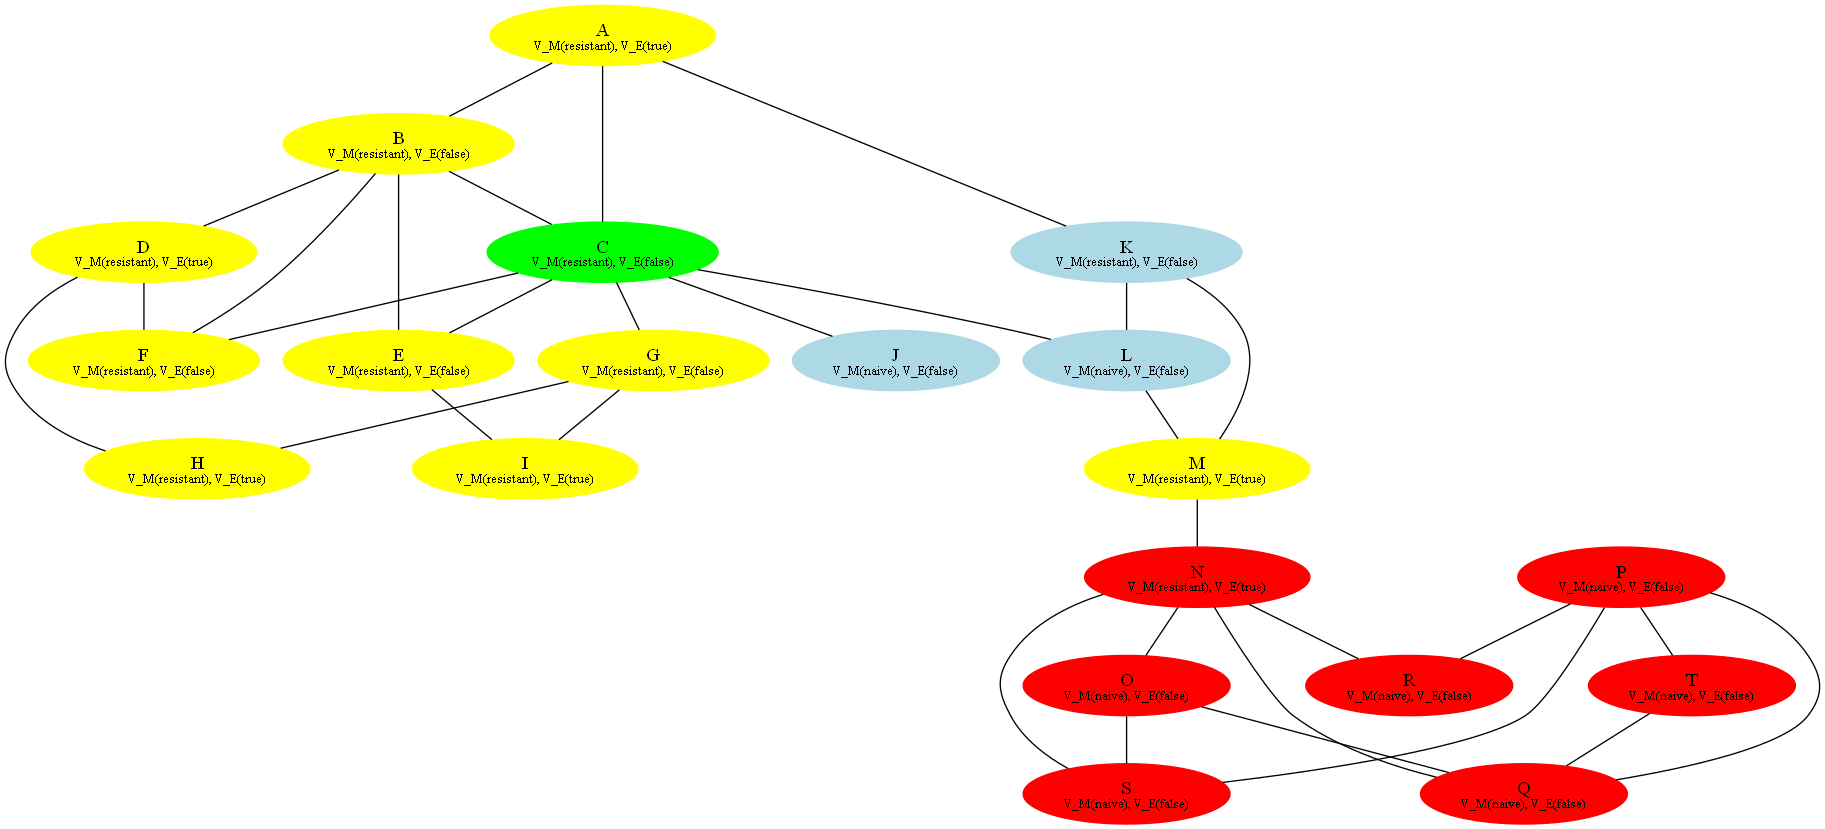 A
V_M(resistant), V_E(true)
B
V_M(resistant), V_E(false)
D
V_M(resistant), V_E(true)
C
V_M(resistant), V_E(false)
K
V_M(resistant), V_E(false)
F
V_M(resistant), V_E(false)
E
V_M(resistant), V_E(false)
G
V_M(resistant), V_E(false)
J
V_M(naive), V_E(false)
L
V_M(naive), V_E(false)
H
V_M(resistant), V_E(true)
I
V_M(resistant), V_E(true)
M
V_M(resistant), V_E(true)
N
V_M(resistant), V_E(true)
P
V_M(naive), V_E(false)
O
V_M(naive), V_E(false)
R
V_M(naive), V_E(false)
T
V_M(naive), V_E(false)
S
V_M(naive), V_E(false)
Q
V_M(naive), V_E(false)